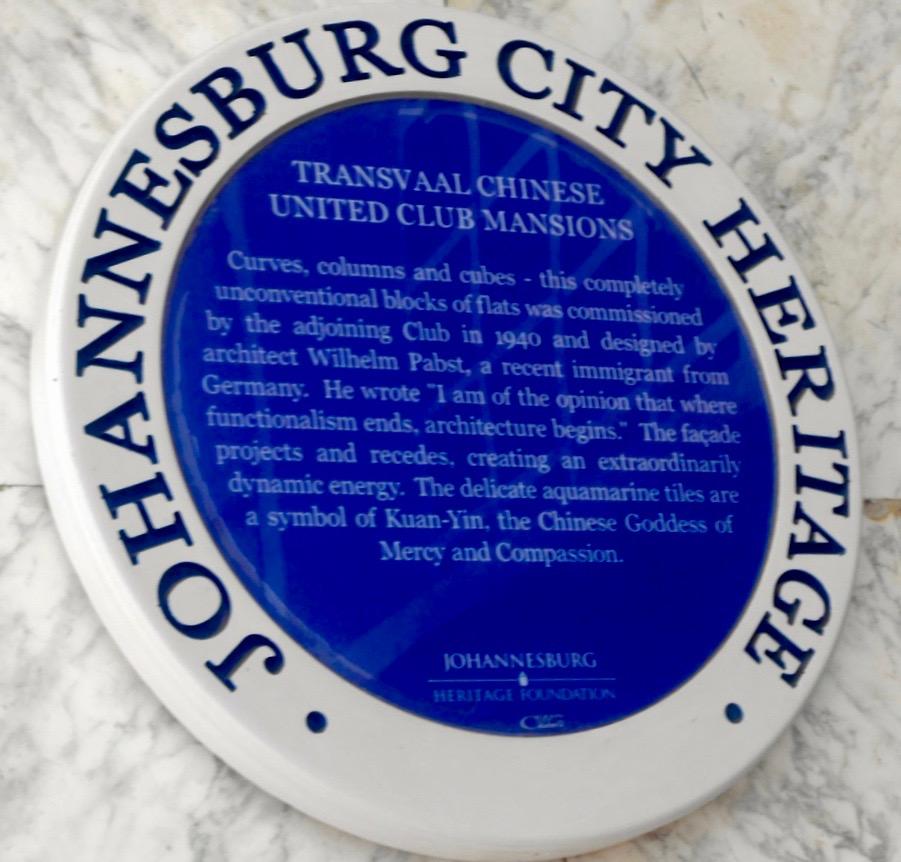 JOHANNESBURG CITY HERITAGE
TRANSVAAL CHINESE
UNITED CLUB MANSIONS
Curves, columns and cubes - this completely
unconventional blocks of flats was commissioned
by the adjoining Club in 1940 and designed by
architect Wilhelm Pabst, a recent immigrant from
Germany. He wrote "I am of the opinion that where
functionalism ends, architecture begins." The façade
projects and recedes, creating an extraordinarily
dynamic energy. The delicate aquamarine tiles are
a symbol of Kuan-Yin, the Chinese Goddess of
Mercy and Compassion.
JOHANNESBURG
HERITAGE FOUNDATION